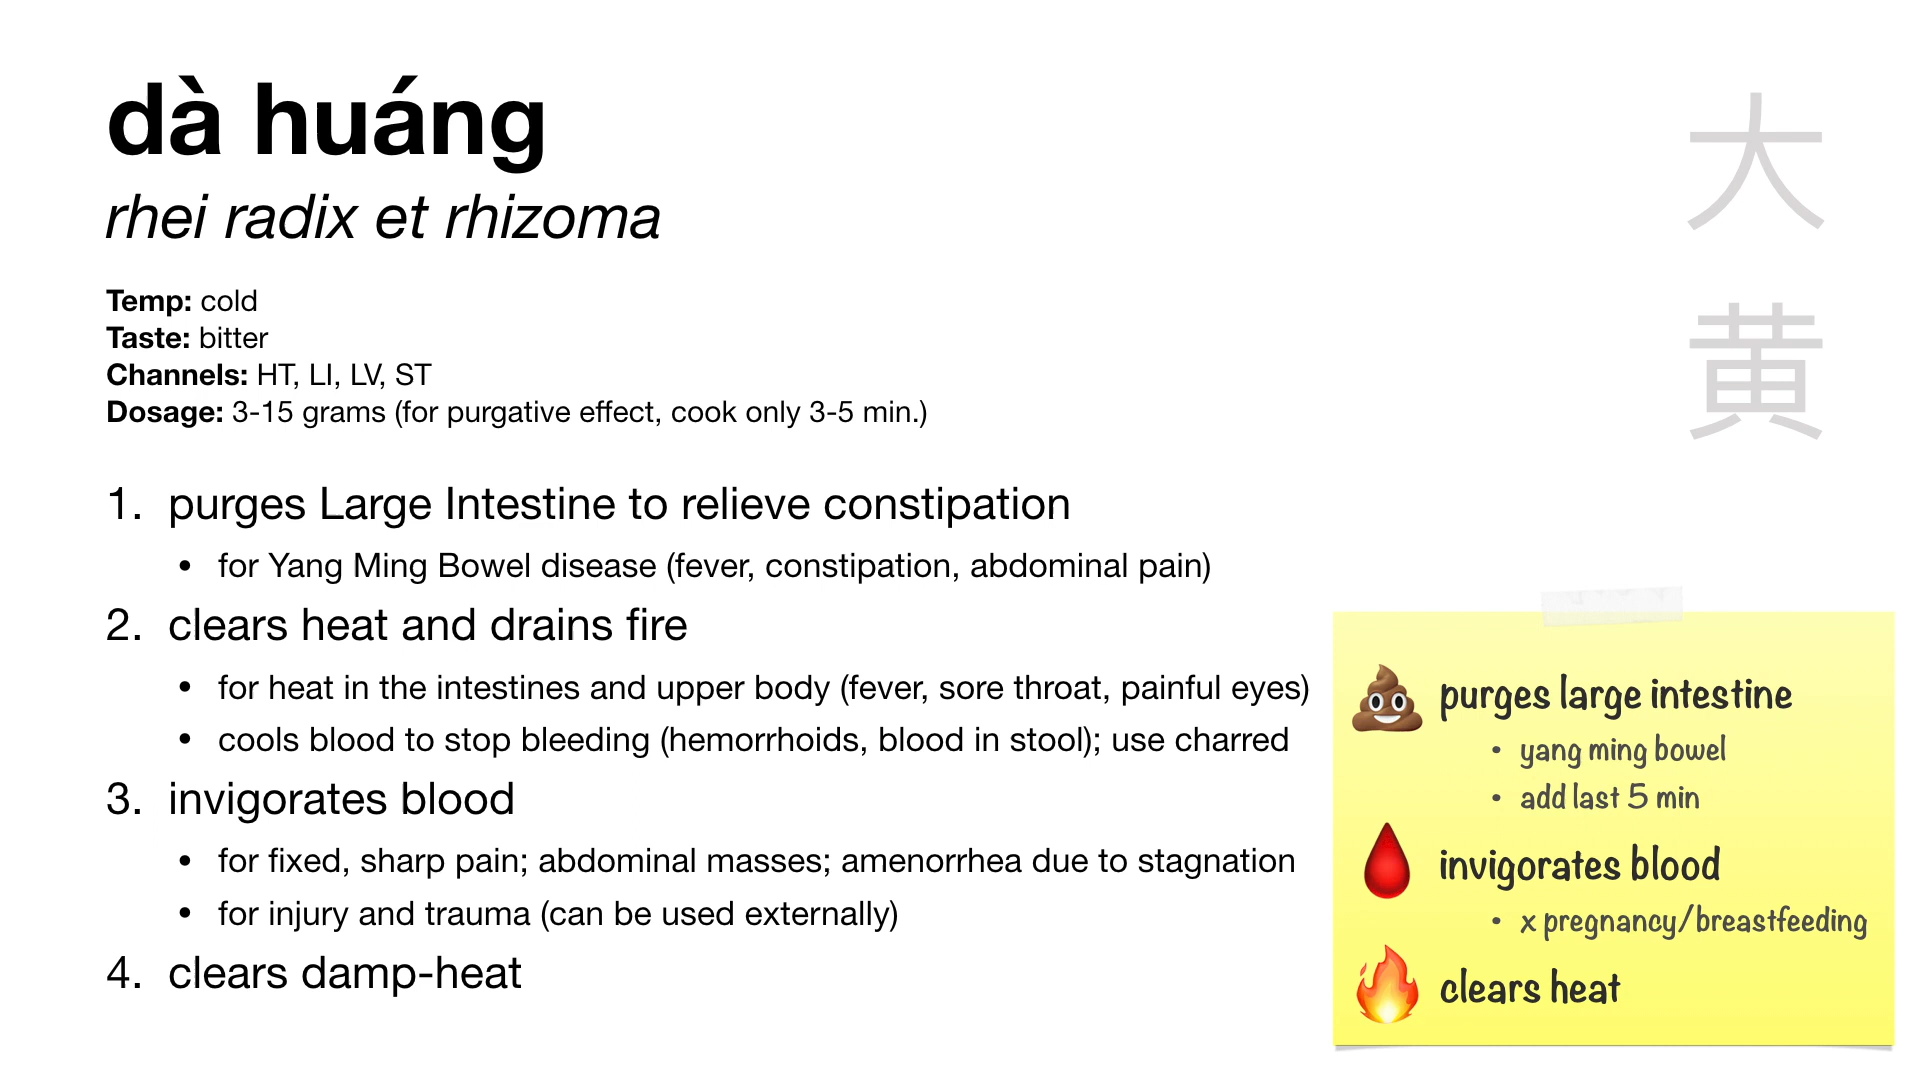 dà huáng
rhei radix et rhizoma
大
黄
Temp: cold
Taste: bitter
Channels: HT, LI, LV, ST
Dosage: 3-15 grams (for purgative effect, cook only 3-5 min.)
1. purges Large Intestine to relieve constipation
• for Yang Ming Bowel disease (fever, constipation, abdominal pain)
2. clears heat and drains fire
• for heat in the intestines and upper body (fever, sore throat, painful eyes)
• cools blood to stop bleeding (hemorrhoids, blood in stool); use charred
3. invigorates blood
• for fixed, sharp pain; abdominal masses; amenorrhea due to stagnation
• for injury and trauma (can be used externally)
4. clears damp-heat
purges large intestine
• yang ming bowel
• add last 5 min
invigorates blood
• x pregnancy/breastfeeding
clears heat